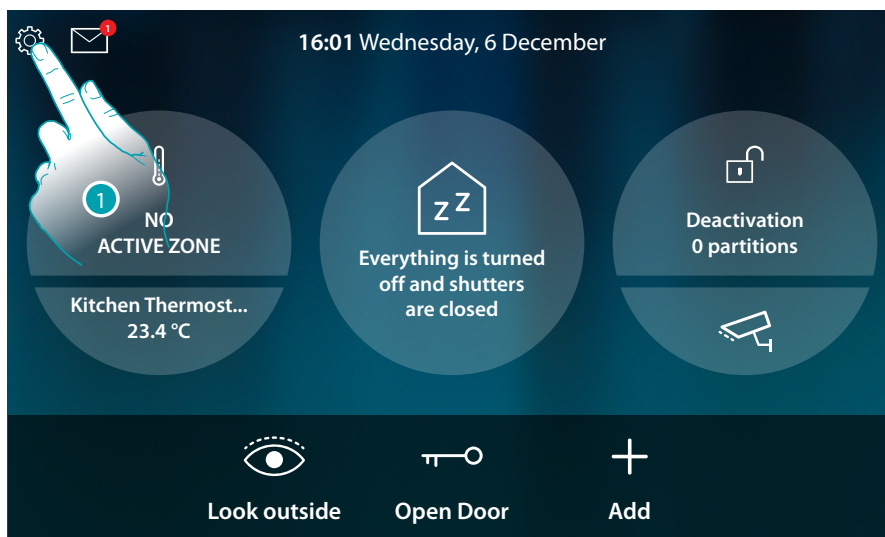 1
16:01 Wednesday, 6 December
1
NO
ACTIVE ZONE
Kitchen Thermost...
23.4 °C
z Z
Everything is turned
off and shutters
are closed
Deactivation
0 partitions
Look outside
Open Door
Add